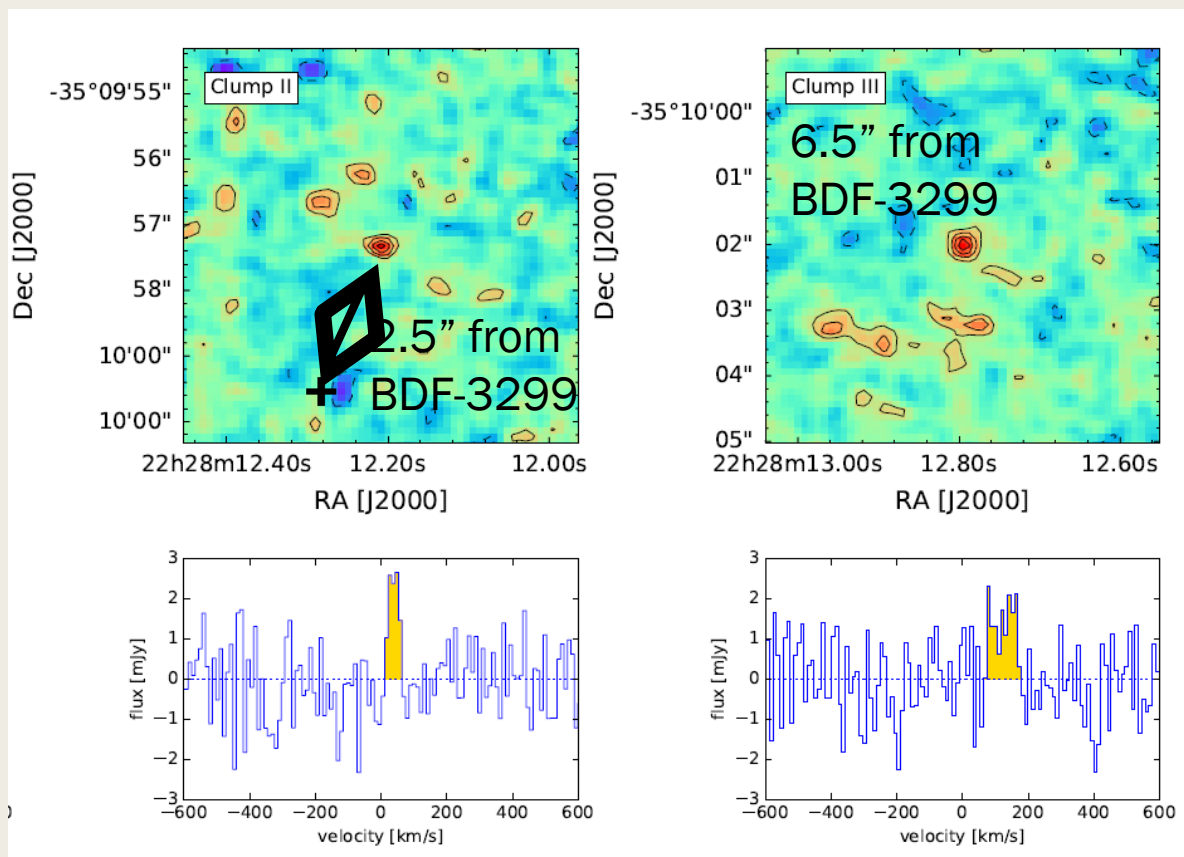 Clump II
2.5” from
BDF-3299
-35°09'55"
56"
57"
58"
10'00"
10'00"
Dec [J2000]
22h28m12.40s
12.20s
12.00s
RA [J2000]
Clump III
6.5” from
BDF-3299
-35°10'00"
01"
02"
03"
04"
05"
Dec [J2000]
22h28m13.00s
12.80s
12.60s
RA [J2000]
3
2
1
0
−1
−2
−3
flux [mJy]
−600
−400
−200
0
200
400
600
velocity [km/s]
3
2
1
0
−1
−2
−3
flux [mJy]
−600
−400
−200
0
200
400
600
velocity [km/s]